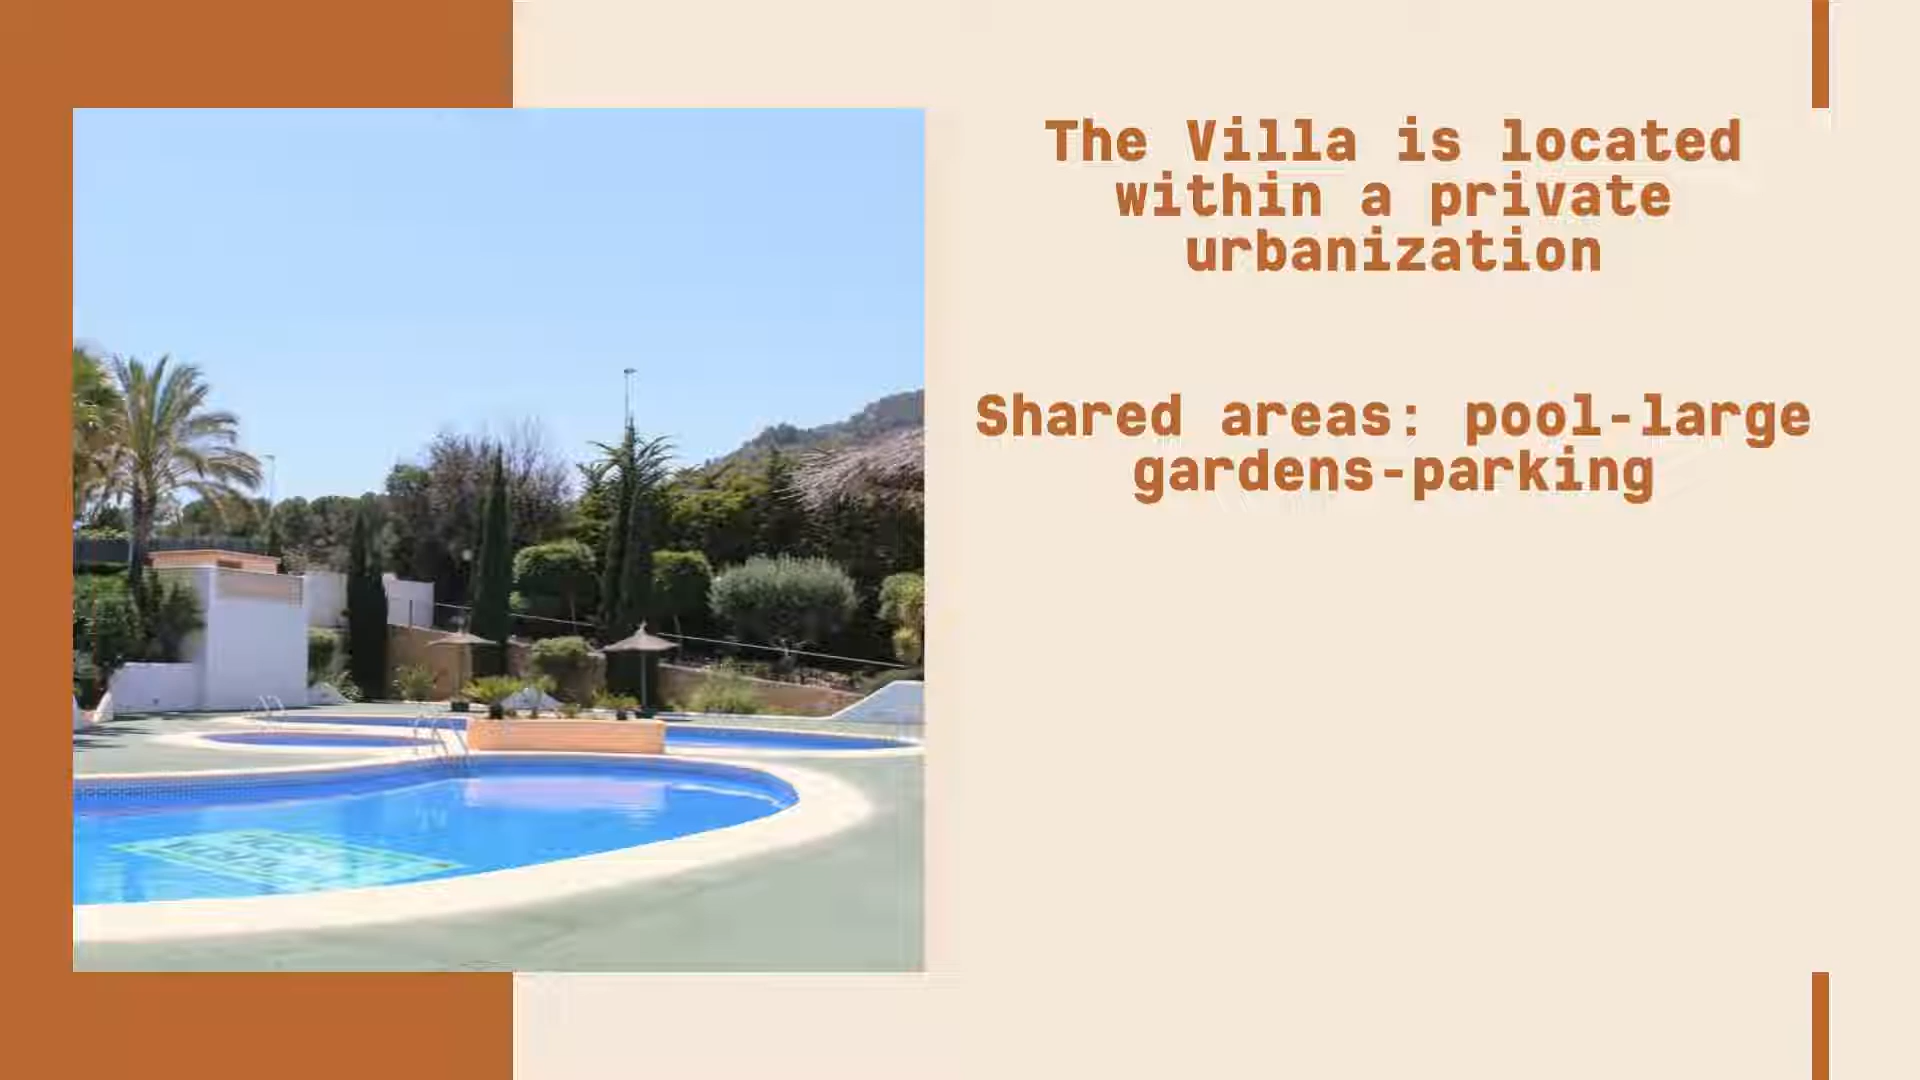 The Villa is located
within a private
urbanization
Shared areas: pool-large
gardens-parking